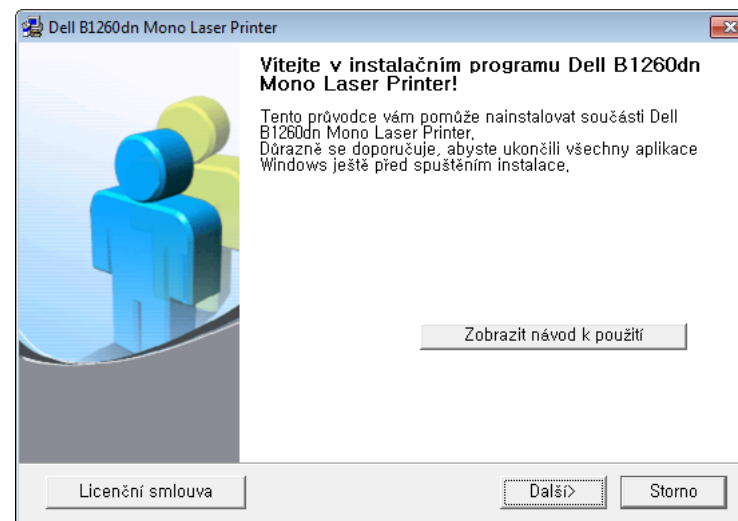 Dell B1260dn Mono Laser Printer
Vítejte v instalačním programu Dell B1260dn
Mono Laser Printer!
Tento průvodce vám pomůže nainstalovat součásti Dell
B1260dn Mono Laser Printer,
Důrazně se doporučuje, abyste ukončili všechny aplikace
Windows ještě před spuštěním instalace,
Zobrazit návod k použití
Licenční smlouva
Další>
Storno